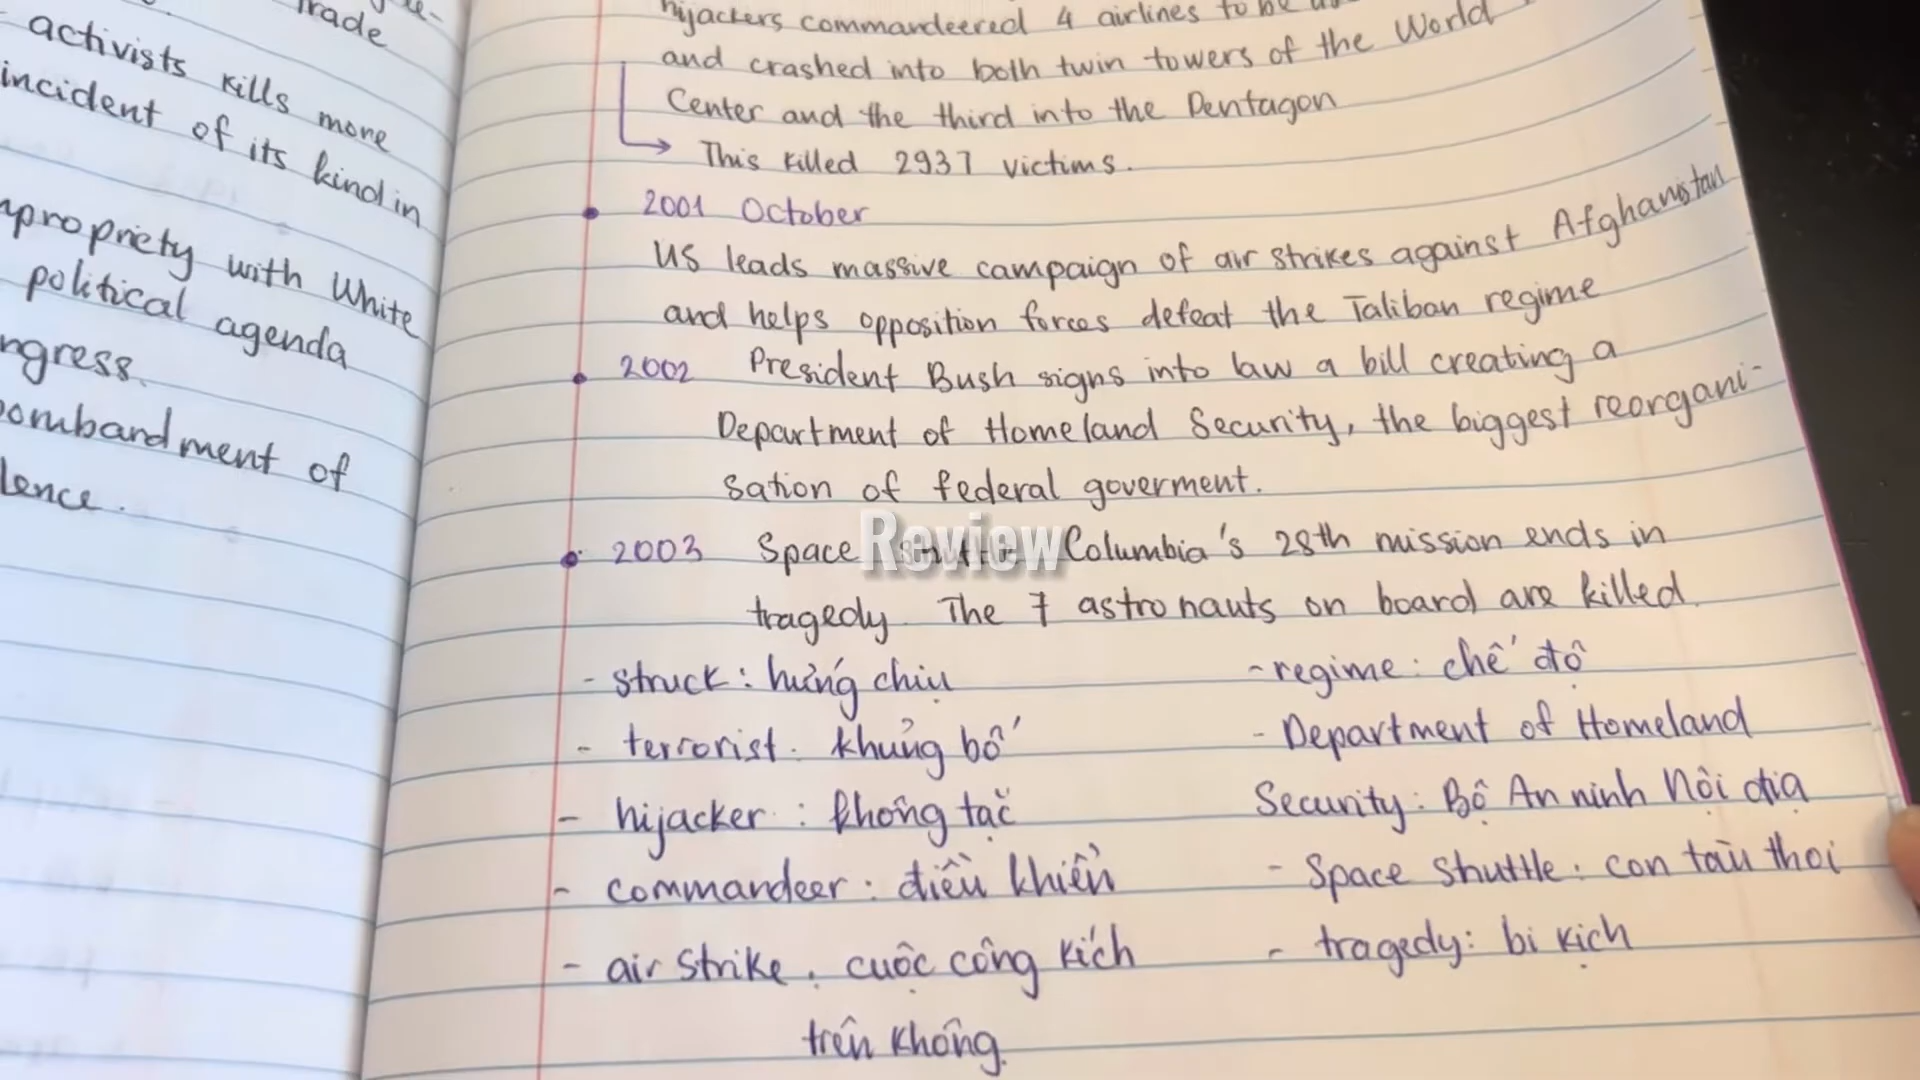 Trade
activists kills more
incident of its kind in
propriety with White
political agenda
ngress.
bombardment of
lence.
hijackers commandeered 4 airlines to be
and crashed into both twin towers of the World
Center and the third into the Pentagon
This killed 2937 victims.
2001 October
US leads massive campaign of air strikes against Afghanistan
and helps opposition forces defeat the Taliban regime
2002 President Bush signs into law a bill creating a
Department of Homeland Security, the biggest reorgani-
sation of federal goverment.
Review
2003 Space Columbia's 28th mission ends in
tragedy. The 7 astronauts on board are killed.
- struck: hứng chịu
- terrorist. khủng bố
- hijacker: không tặc
- commandeer: điều khiển
- air strike. cuộc công kích
trên không.
- regime: chế độ
- Department of Homeland
Security: Bộ An ninh Nội địa
- Space Shuttle: con tàu thoi
- tragedy: bi kịch